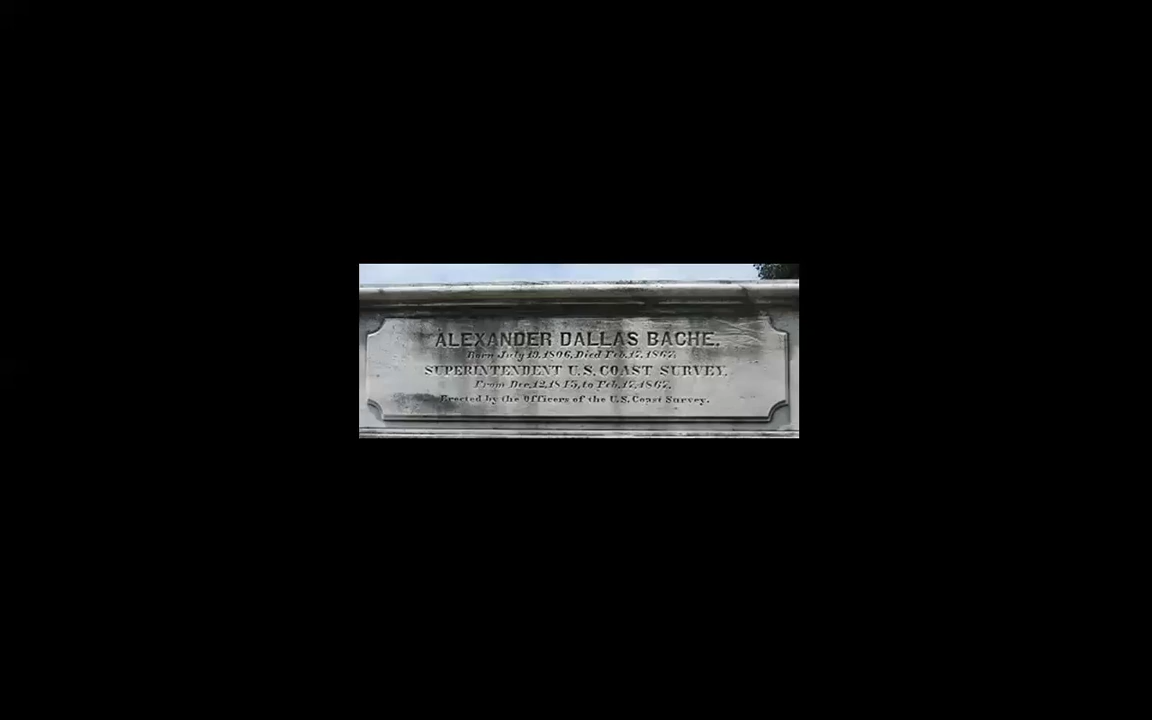 ALEXANDER DALLAS BACHE.
Born July 19, 1806, Died Feb. 17, 1867.
SUPERINTENDENT U.S. COAST SURVEY.
From Dec. 12, 1843, to Feb. 17, 1867.
Erected by the Officers of the U.S. Coast Survey.